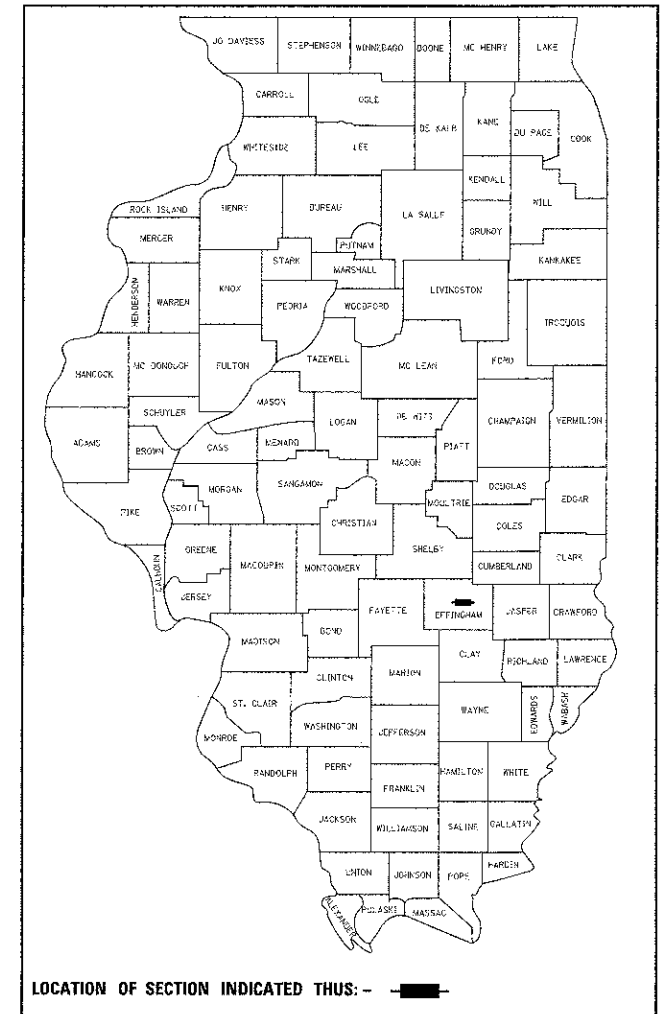 JO DAVIESS STEPHENSON WINNEBAGO BOONE MC HENRY LAKE
CARROLL OGLE DE KALB KANE DU PAGE COOK
WHITESIDE LEE
KENDALL
ROCK ISLAND HENRY BUREAU LA SALLE GRUNDY WILL
MERCER PUTNAM
STARK MARSHALL KANKAKEE
HENDERSON WARREN KNOX PEORIA WOODFORD LIVINGSTON
IROQUOIS
HANCOCK MC DONOUGH FULTON TAZEWELL MC LEAN FORD
MASON
SCHUYLER LOGAN DE WITT CHAMPAIGN VERMILION
ADAMS BROWN CASS MENARD MACON PIATT
PIKE SCOTT MORGAN SANGAMON CHRISTIAN MOULTRIE DOUGLAS EDGAR
COLES
CALHOUN GREENE MACOUPIN MONTGOMERY SHELBY CUMBERLAND CLARK
JERSEY FAYETTE EFFINGHAM JASPER CRAWFORD
MADISON BOND
CLAY RICHLAND LAWRENCE
CLINTON MARION
ST. CLAIR WAYNE EDWARDS WABASH
WASHINGTON JEFFERSON
MONROE
RANDOLPH PERRY HAMILTON WHITE
FRANKLIN
JACKSON WILLIAMSON SALINE GALLATIN
UNION JOHNSON POPE HARDEN
ALEXANDER PULASKI MASSAC
LOCATION OF SECTION INDICATED THUS: -